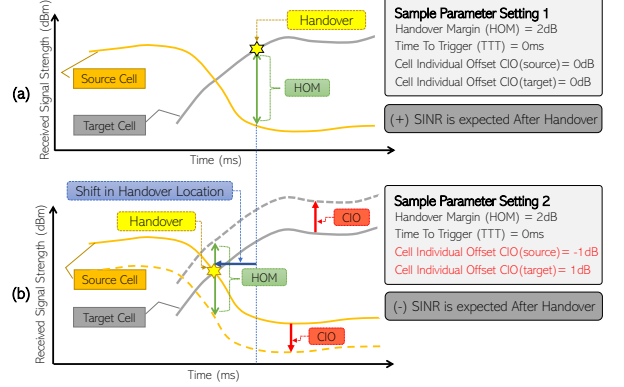 Received Signal Strength (dBm)
(a)
Source Cell
Target Cell
Handover
HOM
Time (ms)
Sample Parameter Setting 1
Handover Margin (HOM) = 2dB
Time To Trigger (TTT) = 0ms
Cell Individual Offset CIO(source)= 0dB
Cell Individual Offset CIO(target)= 0dB
(+) SINR is expected After Handover
Received Signal Strength (dBm)
(b)
Shift in Handover Location
Handover
Source Cell
Target Cell
HOM
CIO
CIO
Time (ms)
Sample Parameter Setting 2
Handover Margin (HOM) = 2dB
Time To Trigger (TTT) = 0ms
Cell Individual Offset CIO(source)= -1dB
Cell Individual Offset CIO(target)= 1dB
(-) SINR is expected After Handover